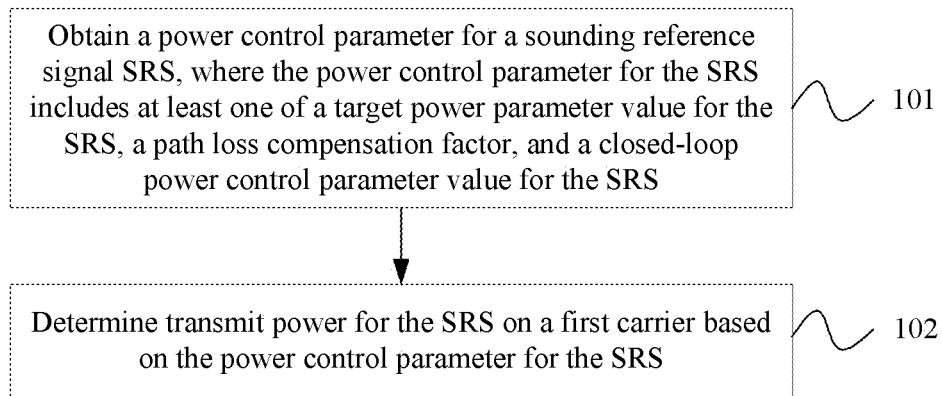 Obtain a power control parameter for a sounding reference
signal SRS, where the power control parameter for the SRS
includes at least one of a target power parameter value for the
SRS, a path loss compensation factor, and a closed-loop
power control parameter value for the SRS
101
Determine transmit power for the SRS on a first carrier based
on the power control parameter for the SRS
102